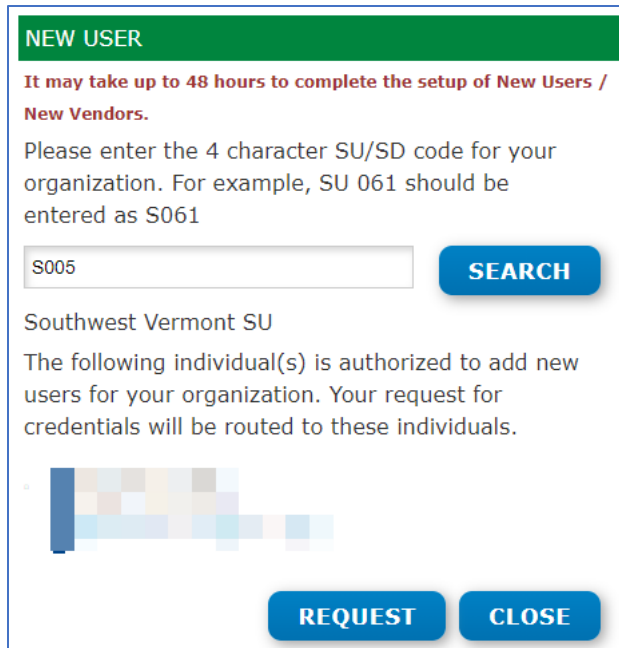 NEW USER
It may take up to 48 hours to complete the setup of New Users /
New Vendors.
Please enter the 4 character SU/SD code for your
organization. For example, SU 061 should be
entered as S061
S005
SEARCH
Southwest Vermont SU
The following individual(s) is authorized to add new
users for your organization. Your request for
credentials will be routed to these individuals.
REQUEST
CLOSE